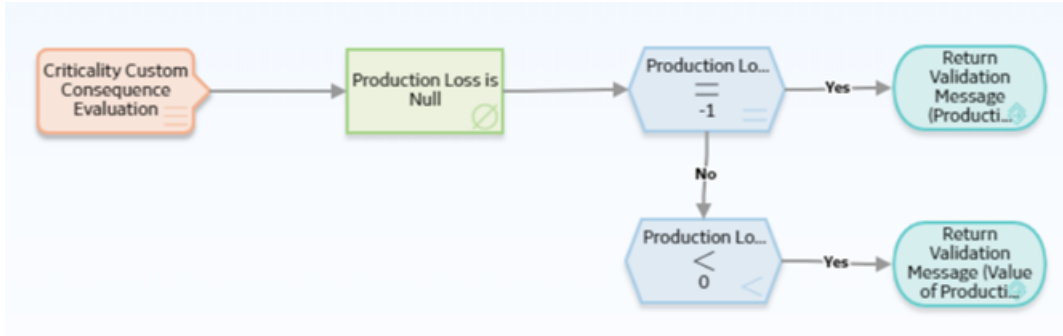 Criticality Custom
Consequence
Evaluation
Production Loss is
Null
Production Lo...
=
-1
Yes
Return
Validation
Message
(Producti...
No
Production Lo...
<
0
Yes
Return
Validation
Message (Value
of Producti...